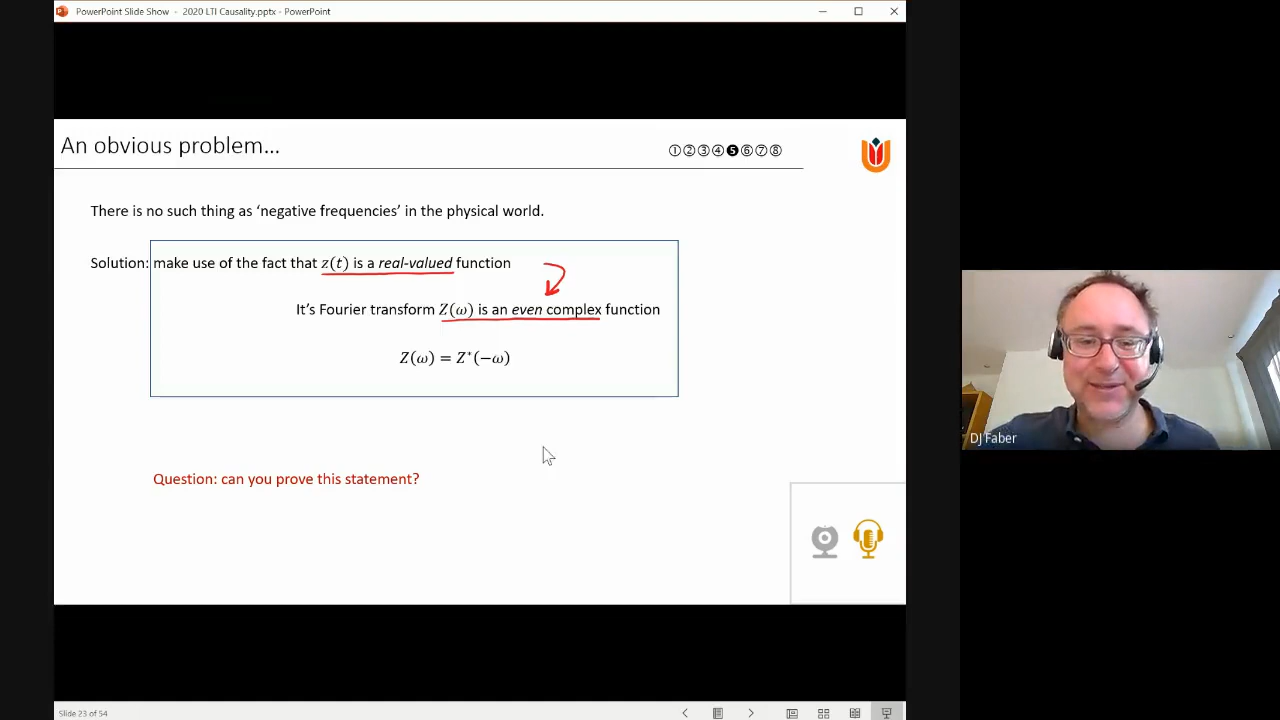 PowerPoint Slide Show - 2020 LTI Causality.pptx - PowerPoint
An obvious problem...
①②③④❺⑥⑦⑧
There is no such thing as ‘negative frequencies’ in the physical world.
Solution: make use of the fact that z(t) is a real-valued function
It's Fourier transform Z(ω) is an even complex function
Z(ω) = Z*(−ω)
Question: can you prove this statement?
DJ Faber
Slide 23 of 54